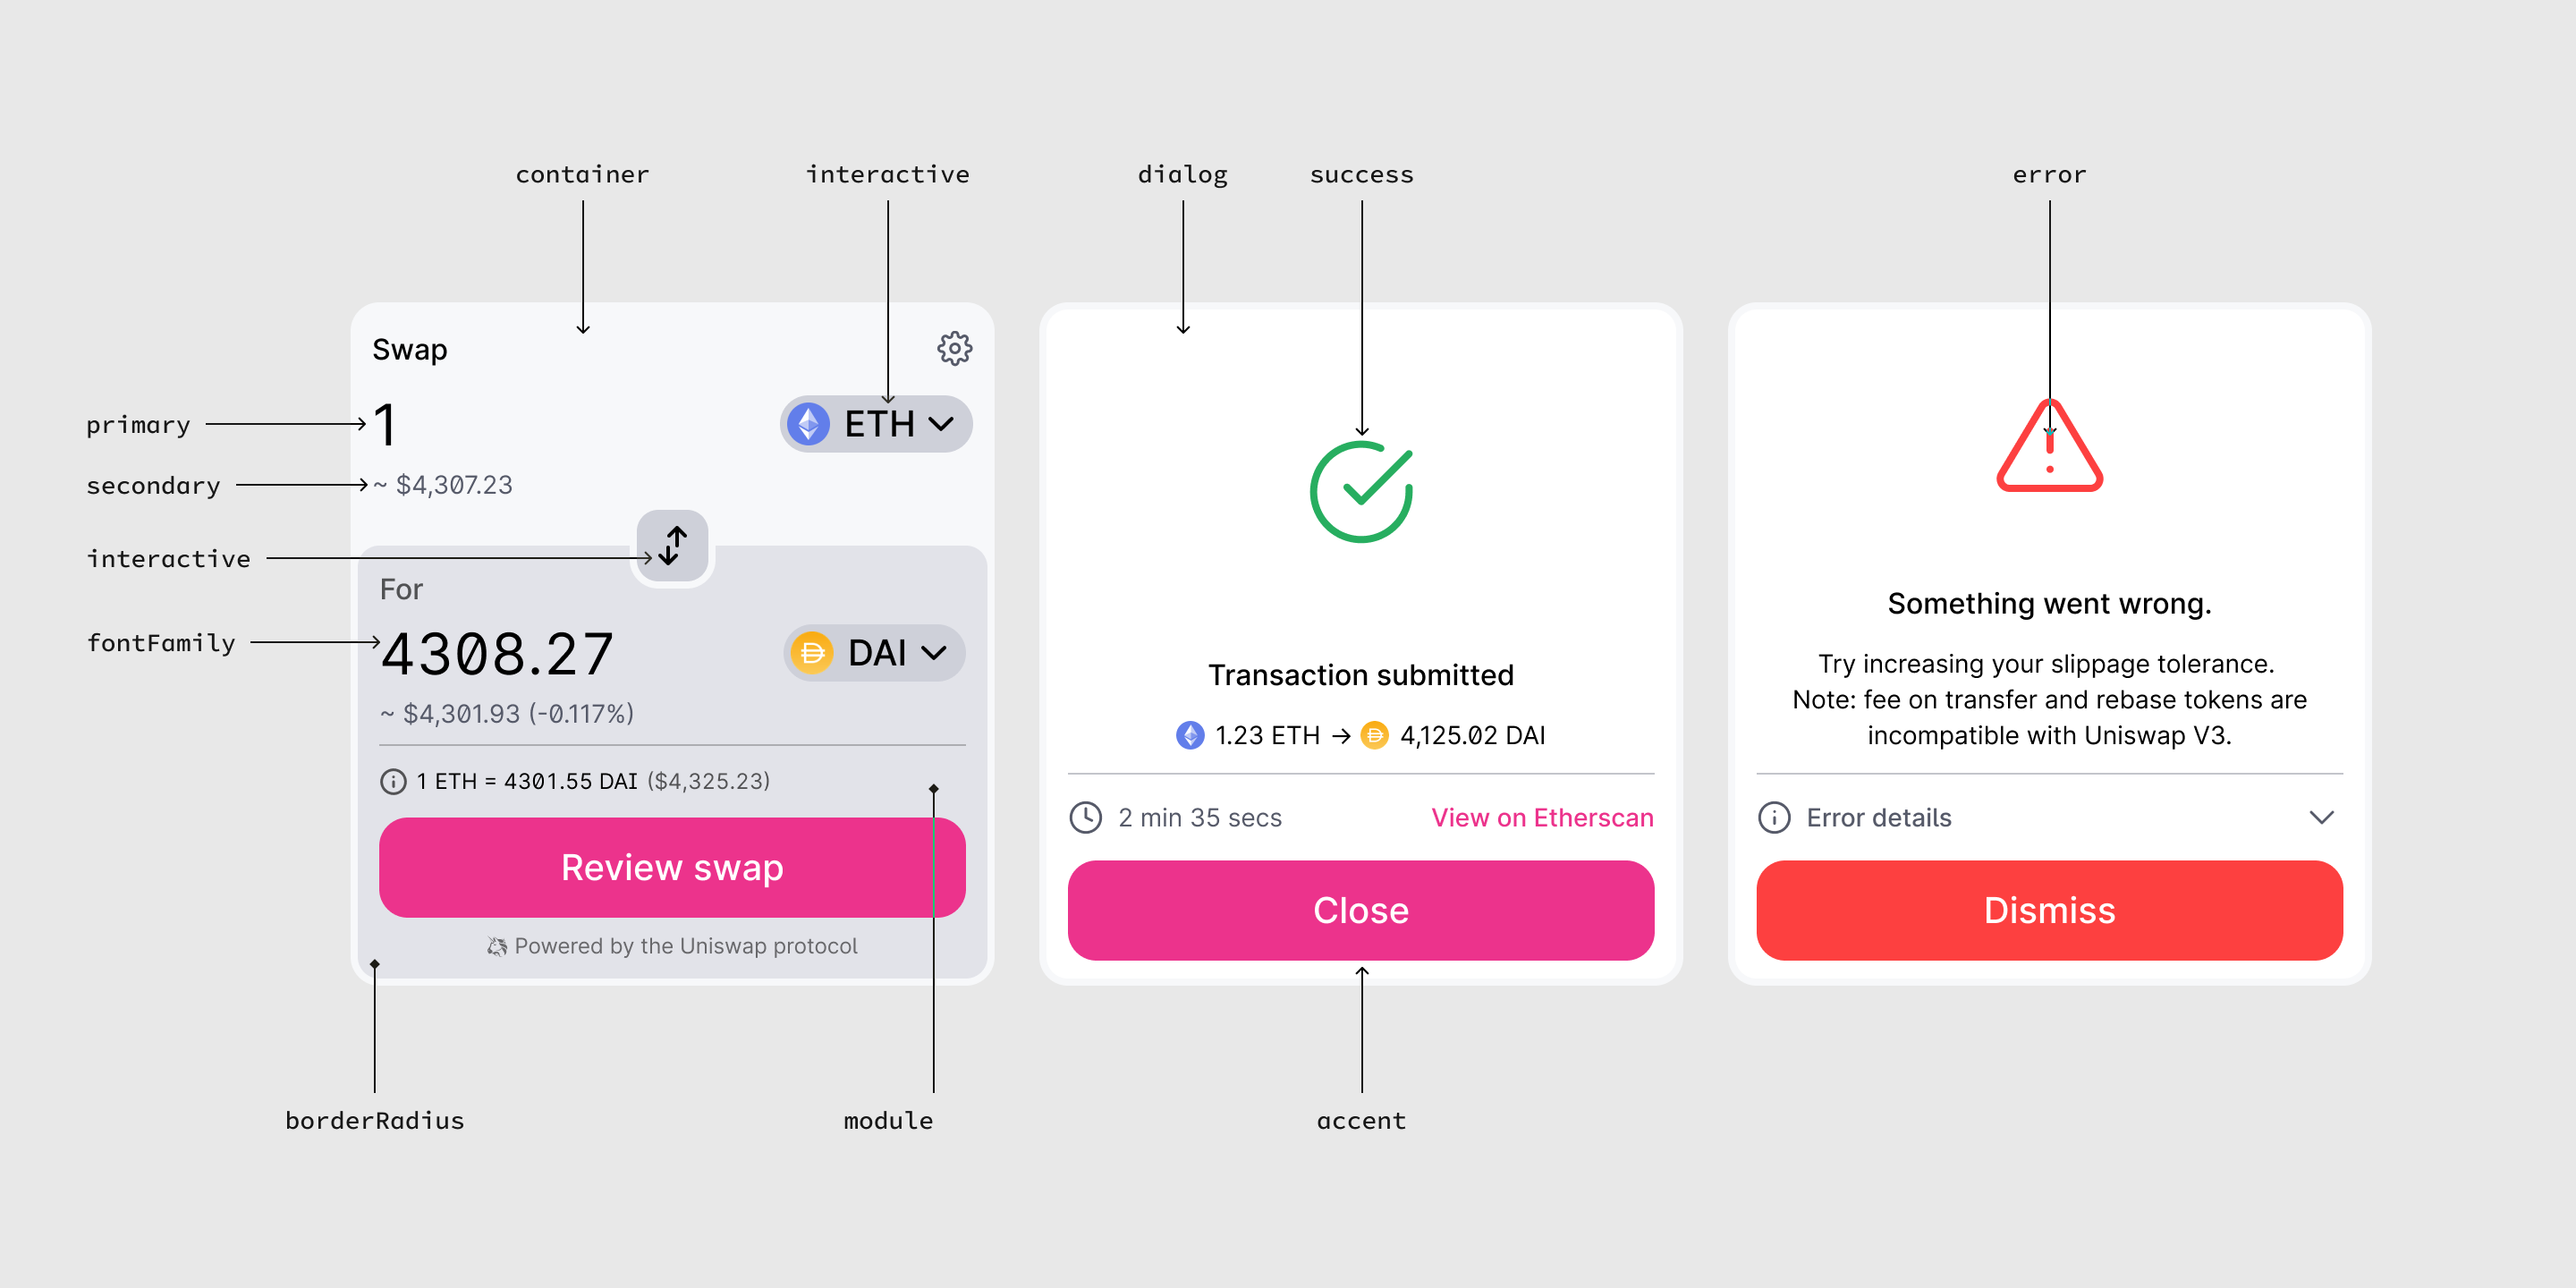 container
interactive
dialog
success
error
Swap
primary
1
ETH
secondary
~ $4,307.23
interactive
For
fontFamily
4308.27
DAI
~ $4,301.93 (-0.117%)
1 ETH = 4301.55 DAI ($4,325.23)
Review swap
Powered by the Uniswap protocol
borderRadius
module
Transaction submitted
1.23 ETH → 4,125.02 DAI
2 min 35 secs
View on Etherscan
Close
accent
Something went wrong.
Try increasing your slippage tolerance.
Note: fee on transfer and rebase tokens are
incompatible with Uniswap V3.
Error details
Dismiss